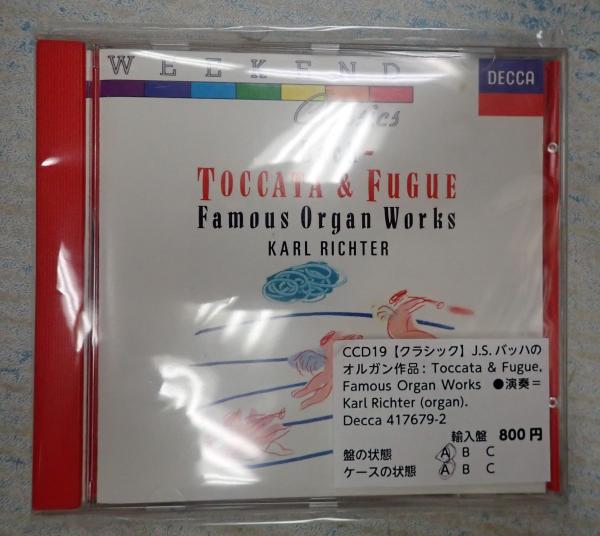 WEEKEND
DECCA
Classics
TOCCATA & FUGUE
Famous Organ Works
KARL RICHTER
CCD19【クラシック】J.S.バッハの
オルガン作品: Toccata & Fugue,
Famous Organ Works ●演奏=
Karl Richter (organ).
Decca 417679-2
輸入盤 800円
盤の状態 A B C
ケースの状態 A B C